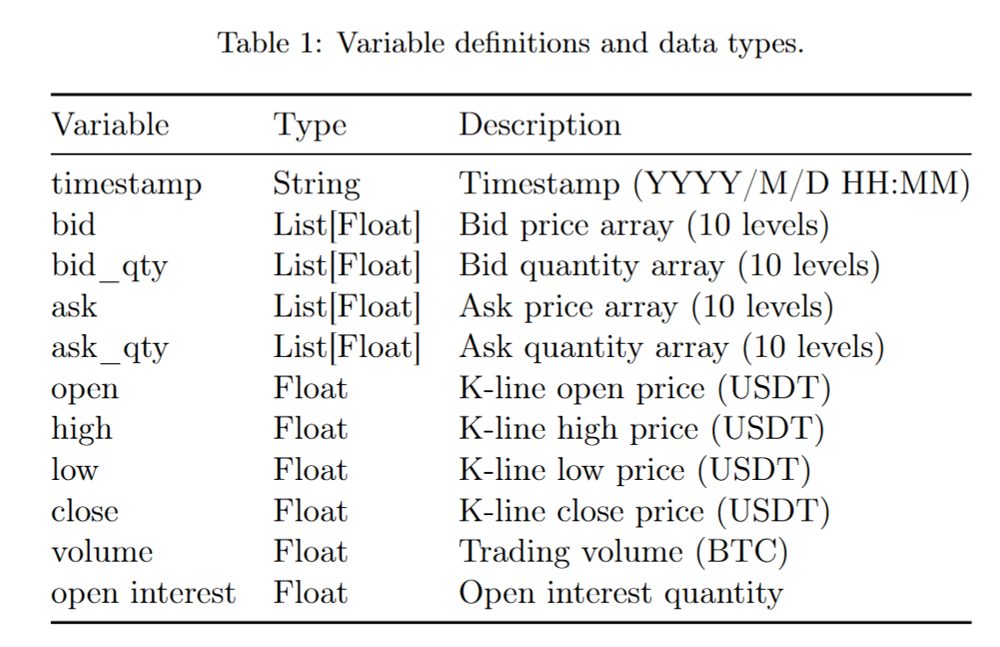 Table 1: Variable definitions and data types.
Variable Type Description
timestamp String Timestamp (YYYY/M/D HH:MM)
bid List[Float] Bid price array (10 levels)
bid_qty List[Float] Bid quantity array (10 levels)
ask List[Float] Ask price array (10 levels)
ask_qty List[Float] Ask quantity array (10 levels)
open Float K-line open price (USDT)
high Float K-line high price (USDT)
low Float K-line low price (USDT)
close Float K-line close price (USDT)
volume Float Trading volume (BTC)
open interest Float Open interest quantity